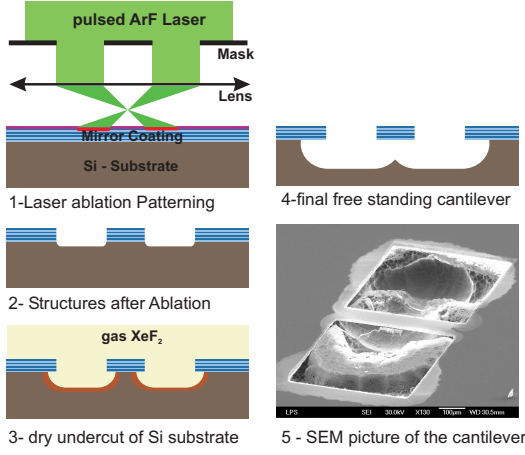 pulsed ArF Laser
Mask
Lens
Mirror Coating
Si - Substrate
1-Laser ablation Patterning
2- Structures after Ablation
gas XeF₂
3- dry undercut of Si substrate
4-final free standing cantilever
LPS SEI 30.0kV X130 100μm WD 30.5mm
5 - SEM picture of the cantilever